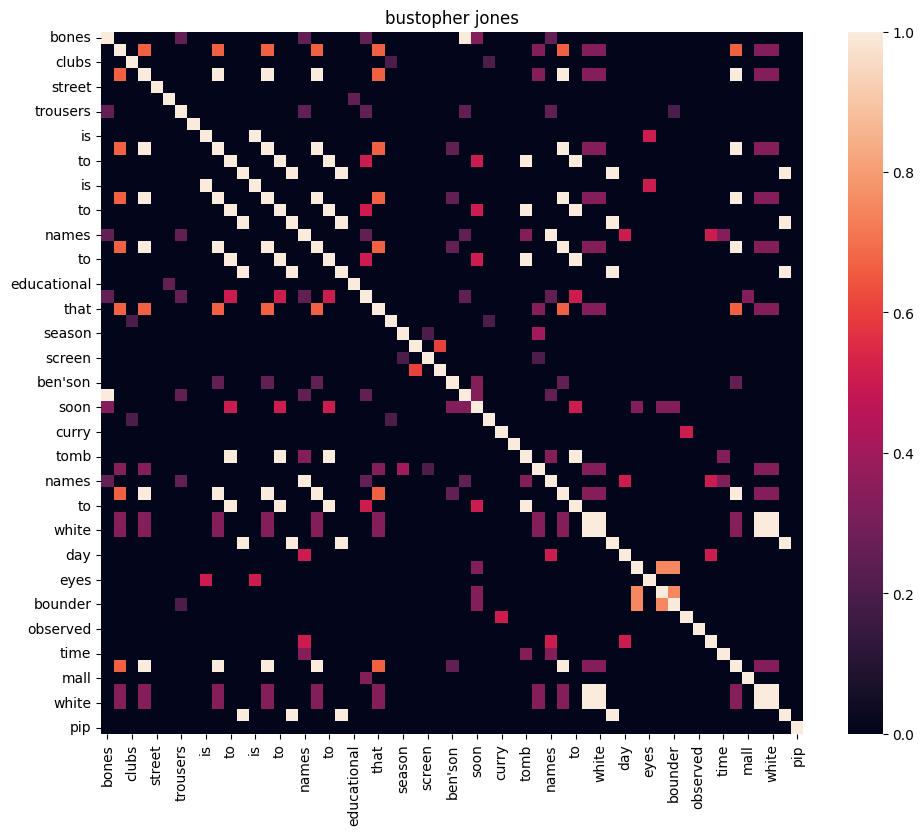 bustopher jones
bones
clubs
street
trousers
is
to
is
to
names
to
educational
that
season
screen
ben'son
soon
curry
tomb
names
to
white
day
eyes
bounder
observed
time
mall
white
pip
bones
clubs
street
trousers
is
to
is
to
names
to
educational
that
season
screen
ben'son
soon
curry
tomb
names
to
white
day
eyes
bounder
observed
time
mall
white
pip
1.0
0.8
0.6
0.4
0.2
0.0